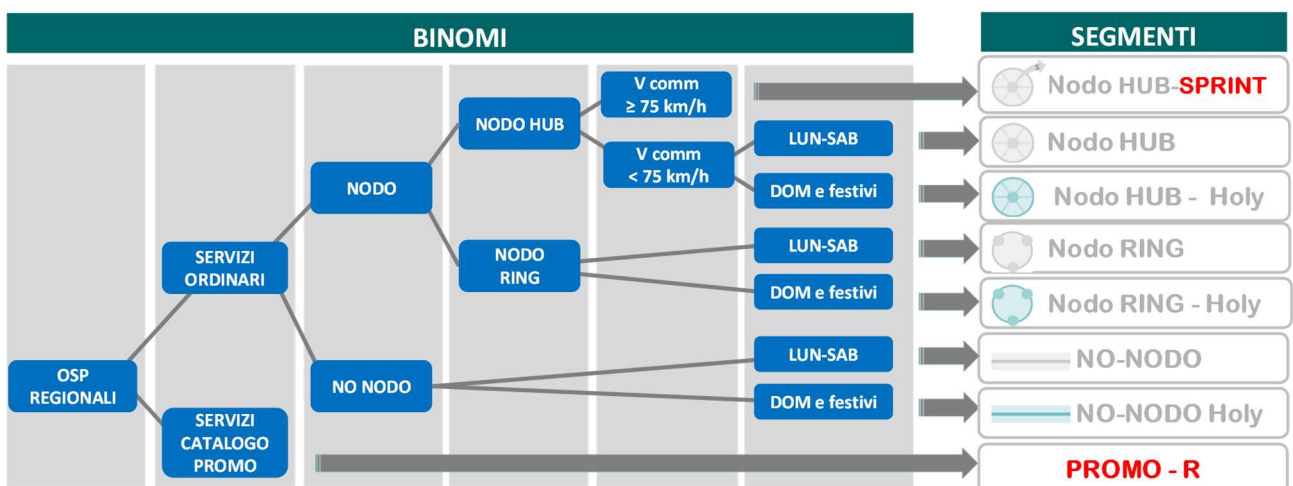 BINOMI
SEGMENTI
OSP
REGIONALI
SERVIZI
ORDINARI
SERVIZI
CATALOGO
PROMO
NODO
NO NODO
NODO HUB
NODO
RING
V comm
≥ 75 km/h
V comm
< 75 km/h
LUN-SAB
DOM e festivi
LUN-SAB
DOM e festivi
LUN-SAB
DOM e festivi
Nodo HUB-SPRINT
Nodo HUB
Nodo HUB - Holy
Nodo RING
Nodo RING - Holy
NO-NODO
NO-NODO Holy
PROMO - R